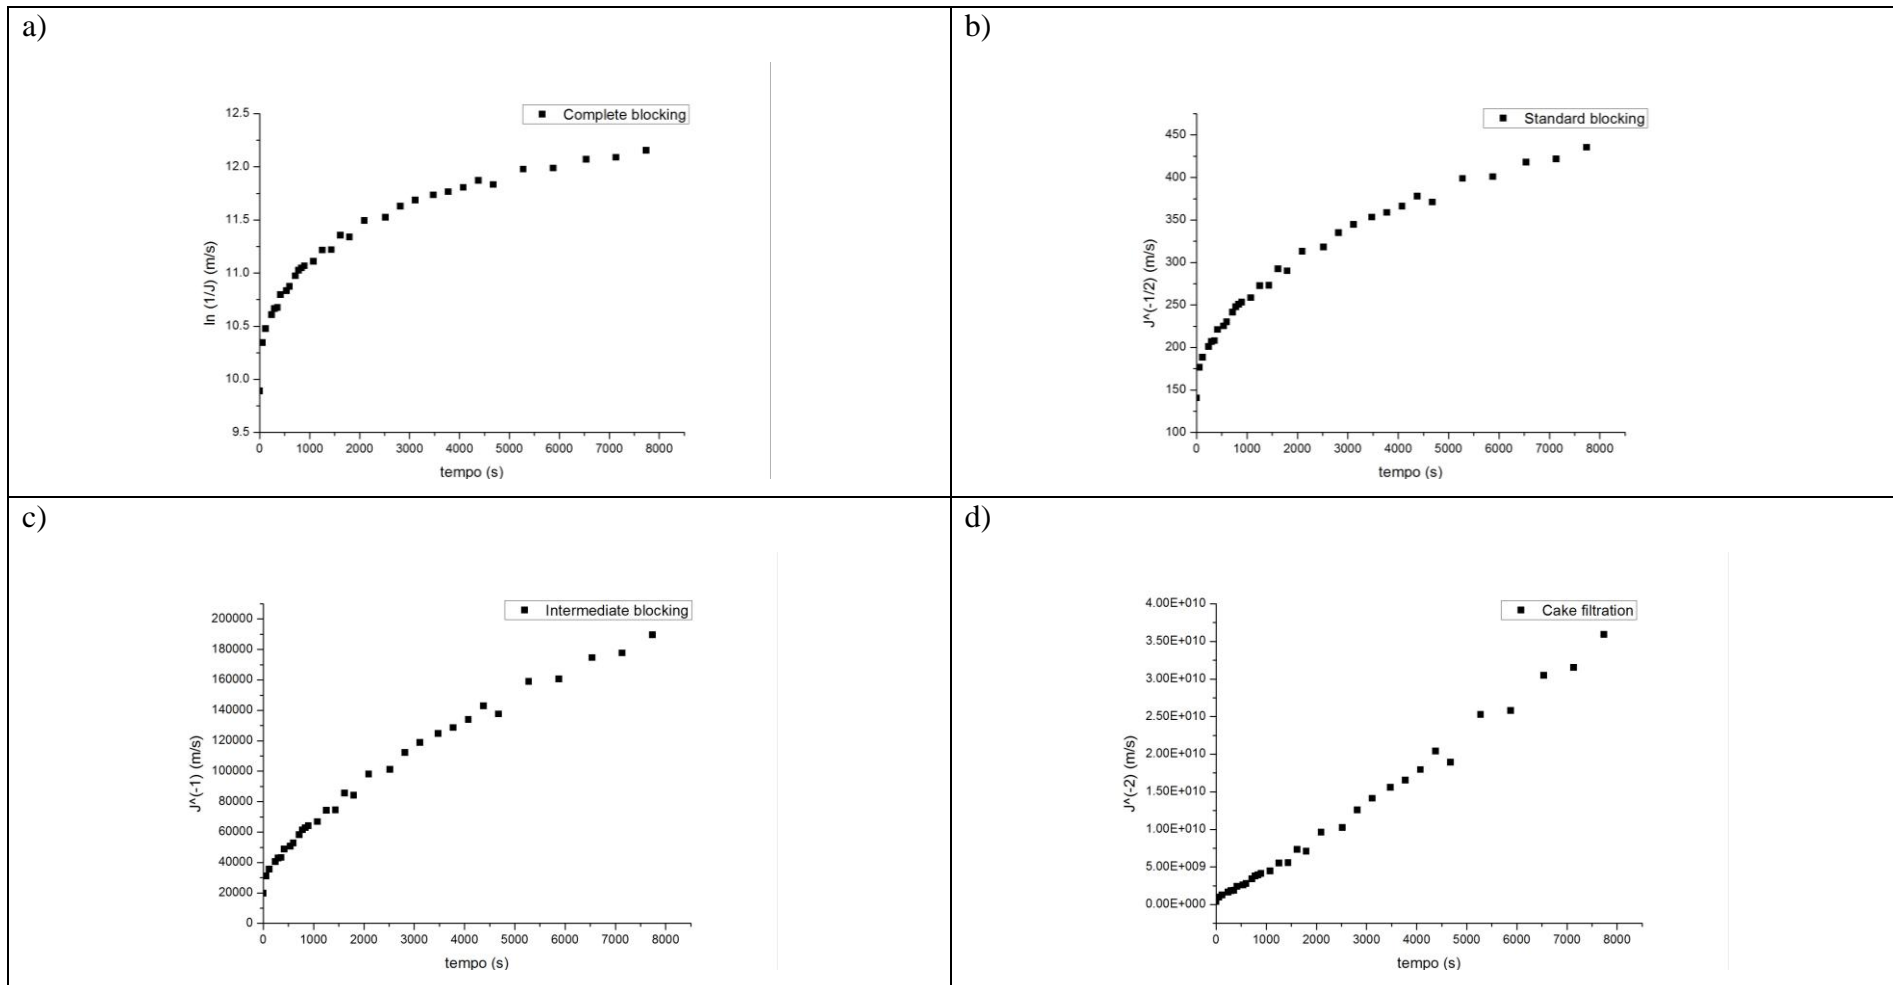 a)
Complete blocking
12.5
12.0
11.5
11.0
10.5
10.0
9.5
ln (1/J) (m/s)
0 1000 2000 3000 4000 5000 6000 7000 8000
tempo (s)
b)
Standard blocking
450
400
350
300
250
200
150
100
J^(-1/2) (m/s)
0 1000 2000 3000 4000 5000 6000 7000 8000
tempo (s)
c)
Intermediate blocking
200000
180000
160000
140000
120000
100000
80000
60000
40000
20000
0
J^(-1) (m/s)
0 1000 2000 3000 4000 5000 6000 7000 8000
tempo (s)
d)
Cake filtration
4.00E+010
3.50E+010
3.00E+010
2.50E+010
2.00E+010
1.50E+010
1.00E+010
5.00E+009
0.00E+000
J^(-2) (m/s)
0 1000 2000 3000 4000 5000 6000 7000 8000
tempo (s)